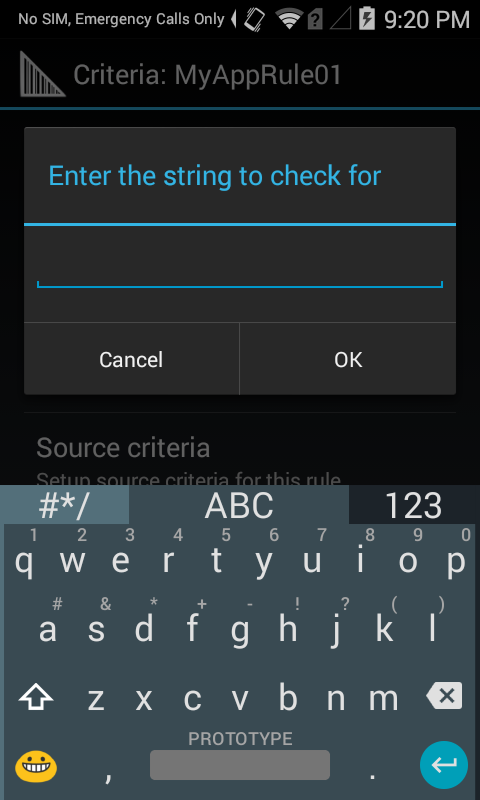 No SIM, Emergency Calls Only 9:20 PM
Criteria: MyAppRule01
Enter the string to check for
Cancel OK
Source criteria
Setup source criteria for this rule
#*/ ABC 123
1 2 3 4 5 6 7 8 9 0
q w e r t y u i o p
# & * + - ! ? ( )
a s d f g h j k l
z x c v b n m
PROTOTYPE
, .